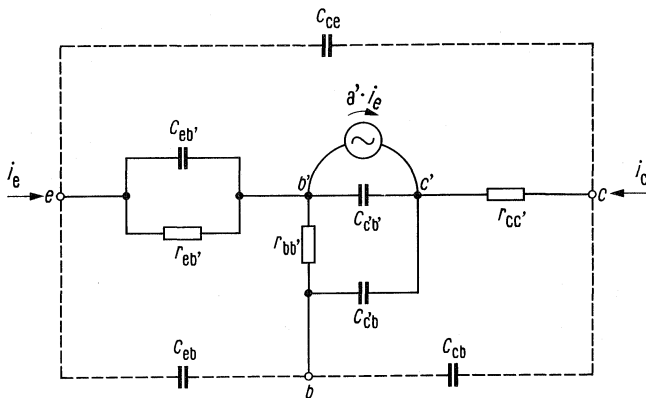 C_ce
a'·i_e
C_eb'
i_e
e
b'
c'
c
i_c
r_eb'
r_bb'
C_c'b'
r_cc'
C_c'b
C_eb
b
C_cb